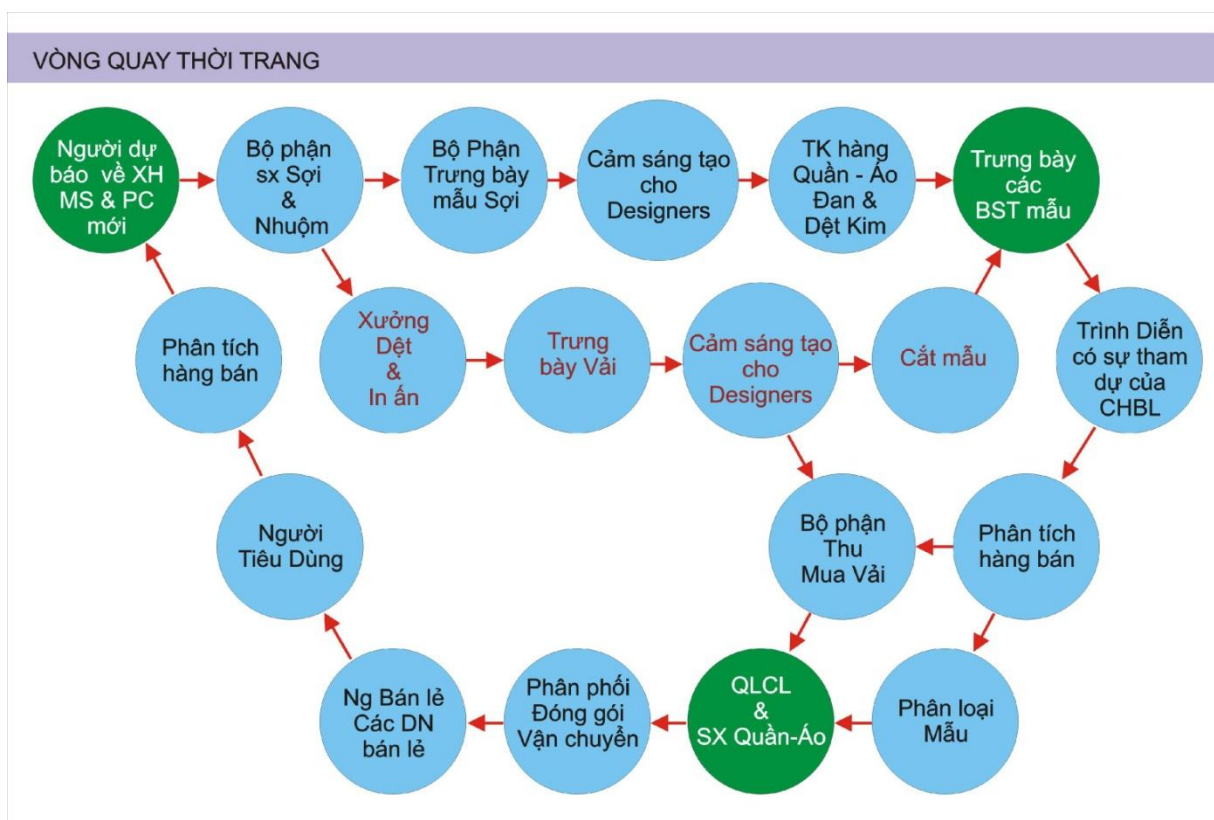 VÒNG QUAY THỜI TRANG
Người dự
báo về XH
MS & PC
mới
Bộ phận
sx Sợi
&
Nhuộm
Bộ Phận
Trưng bày
mẫu Sợi
Cảm sáng tạo
cho
Designers
TK hàng
Quần - Áo
Đan &
Dệt Kim
Trưng bày
các
BST mẫu
Phân tích
hàng bán
Xưởng
Dệt
&
In ấn
Trưng
bày Vải
Cảm sáng tạo
cho
Designers
Cắt mẫu
Trình Diễn
có sự tham
dự của
CHBL
Người
Tiêu Dùng
Bộ phận
Thu
Mua Vải
Phân tích
hàng bán
Ng Bán lẻ
Các DN
bán lẻ
Phân phối
Đóng gói
Vận chuyển
QLCL
&
SX Quần-Áo
Phân loại
Mẫu